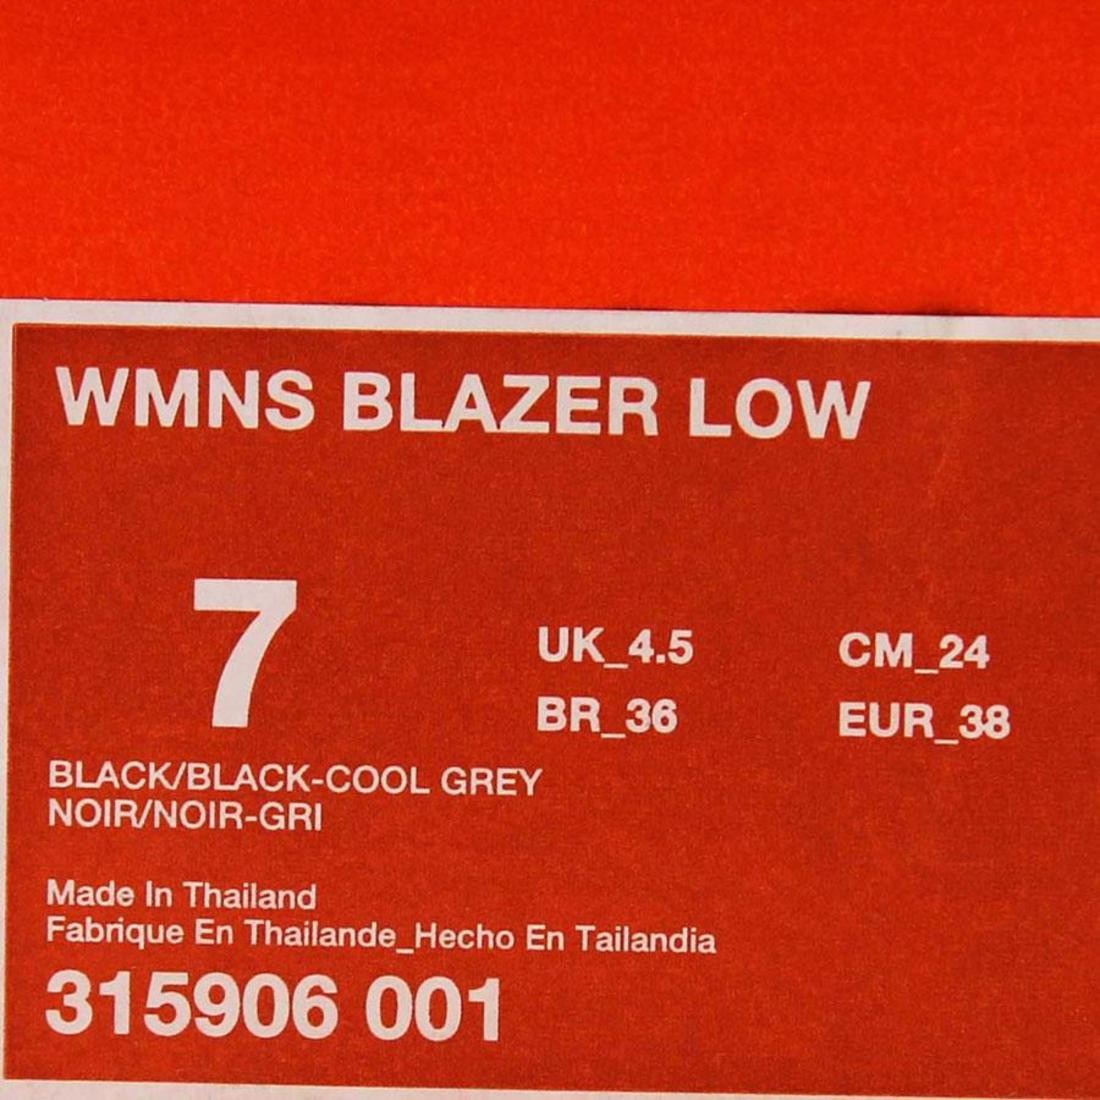 WMNS BLAZER LOW
7
UK_4.5 CM_24
BR_36 EUR_38
BLACK/BLACK-COOL GREY
NOIR/NOIR-GRI
Made In Thailand
Fabrique En Thailande_Hecho En Tailandia
315906 001